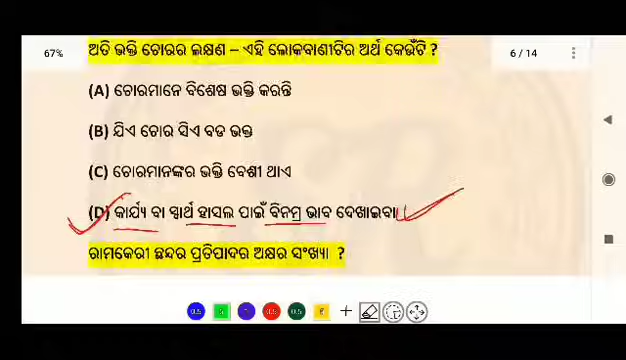 67%
6 / 14
ଅତି ଭକ୍ତି ଚୋରର ଲକ୍ଷଣ – ଏହି ଲୋକବାଣୀଟିର ଅର୍ଥ କେଉଁଟି ?
(A) ଚୋରମାନେ ବିଶେଷ ଭକ୍ତି କରନ୍ତି
(B) ଯିଏ ଚୋର ସିଏ ବଡ ଭକ୍ତ
(C) ଚୋରମାନଙ୍କର ଭକ୍ତି ବେଶୀ ଥାଏ
(D) କାର୍ଯ୍ୟ ବା ସ୍ୱାର୍ଥ ହାସଲ ପାଇଁ ବିନମ୍ର ଭାବ ଦେଖାଇବା
ରାମକେରୀ ଛନ୍ଦର ପ୍ରତିପାଦର ଅକ୍ଷର ସଂଖ୍ୟା ?